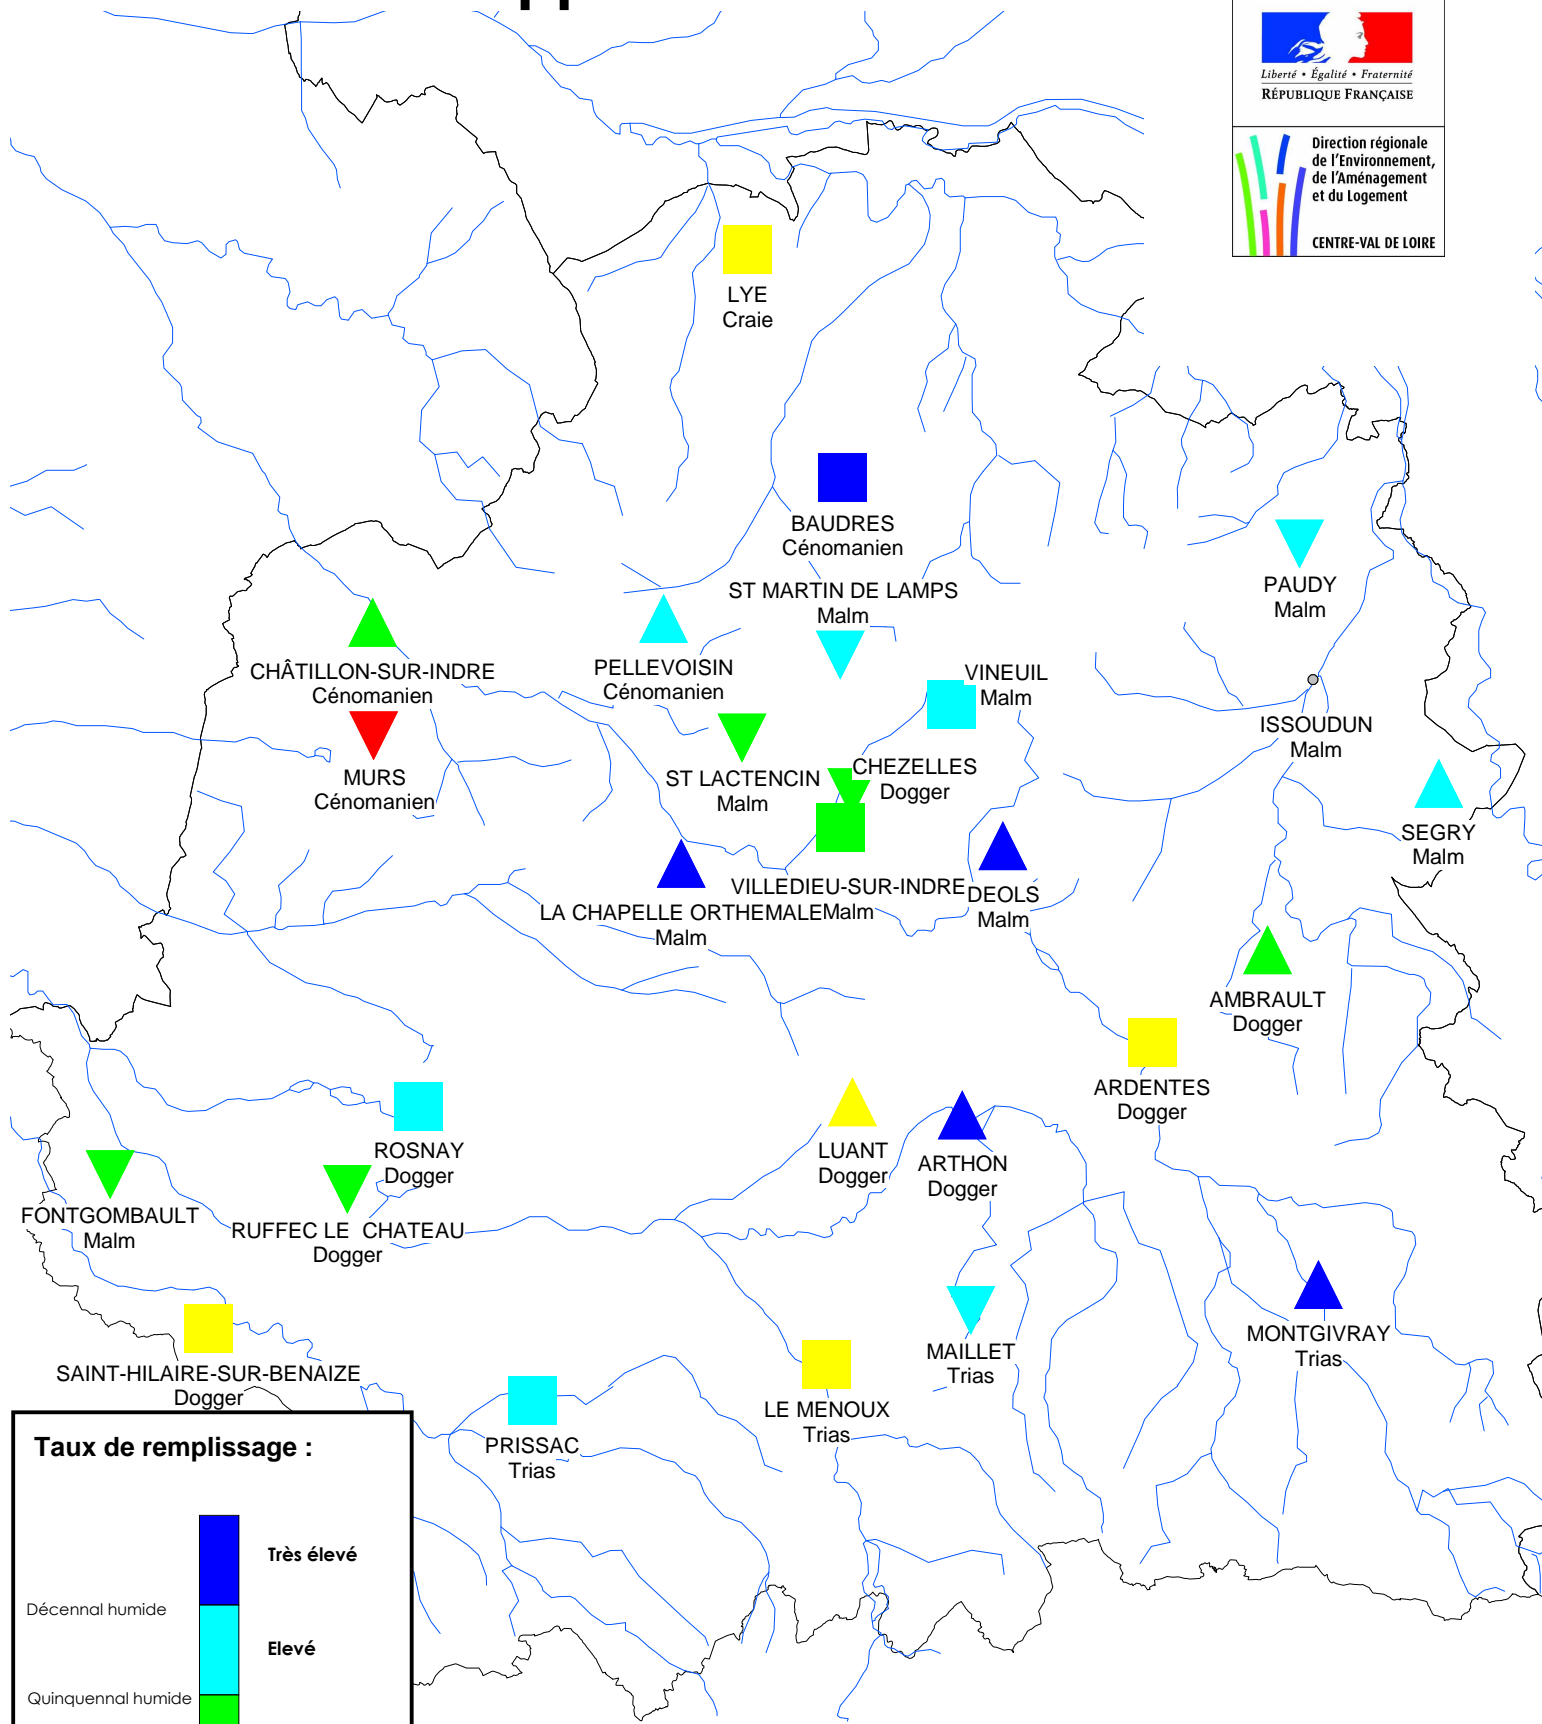 Liberté • Égalité • Fraternité
RÉPUBLIQUE FRANÇAISE
Direction régionale
de l'Environnement,
de l'Aménagement
et du Logement
CENTRE-VAL DE LOIRE
LYE
Craie
BAUDRES
Cénomanien
PAUDY
Malm
ST MARTIN DE LAMPS
Malm
CHÂTILLON-SUR-INDRE
Cénomanien
PELLEVOISIN
Cénomanien
VINEUIL
Malm
ISSOUDUN
Malm
MURS
Cénomanien
ST LACTENCIN
Malm
CHEZELLES
Dogger
SEGRY
Malm
VILLEDIEU-SUR-INDRE
Malm
DEOLS
Malm
LA CHAPELLE ORTHEMALE
Malm
AMBRAULT
Dogger
ARDENTES
Dogger
ROSNAY
Dogger
LUANT
Dogger
ARTHON
Dogger
FONTGOMBAULT
Malm
RUFFEC LE  CHATEAU
Dogger
MONTGIVRAY
Trias
MAILLET
Trias
SAINT-HILAIRE-SUR-BENAIZE
Dogger
LE MENOUX
Trias
PRISSAC
Trias
Taux de remplissage :
Très élevé
Décennal humide
Elevé
Quinquennal humide